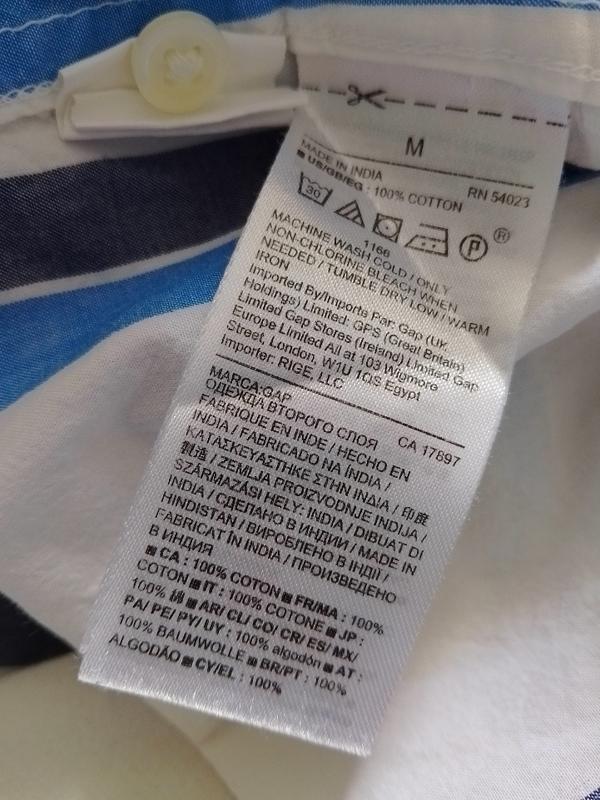 M
MADE IN INDIA RN 54023
■ US/GB/EG : 100% COTTON
30 P ®
1166
MACHINE WASH COLD / ONLY
NON-CHLORINE BLEACH WHEN
NEEDED / TUMBLE DRY LOW / WARM
IRON
Imported By/Importe Par: Gap (UK
Holdings) Limited: GPS (Great Britain)
Limited Gap Stores (Ireland) Limited Gap
Europe Limited All at 103 Wigmore
Street, London, W1U 1QS Egypt
Importer: RIGE, LLC
MARCA:GAP CA 17897
ОДЕЖДА ВТОРОГО СЛОЯ
FABRIQUE EN INDE / HECHO EN
INDIA / FABRICADO NA ÍNDIA /
ΚΑΤΑΣΚΕΥΑΣΤΗΚΕ ΣΤΗΝ ΙΝΔΙΑ / 印度
製造 / ZEMLJA PROIZVODNJE INDIJA /
SZÁRMAZÁSI HELY: INDIA / DIBUAT DI
INDIA / СДЕЛАНО В ИНДИИ / MADE IN
HINDISTAN / ВИРОБЛЕНО В ІНДІЇ /
FABRICAT ÎN INDIA / ПРОИЗВЕДЕНО
В ИНДИЯ
■ CA : 100% COTON ■ FR/MA : 100%
COTON ■ IT : 100% COTONE ■ JP :
100% 綿 ■ AR/CL/CO/CR/ES/MX/
PA/PE/PY/UY : 100% algodón ■ AT :
100% BAUMWOLLE ■ BR/PT : 100%
ALGODÃO ■ CY/EL : 100%